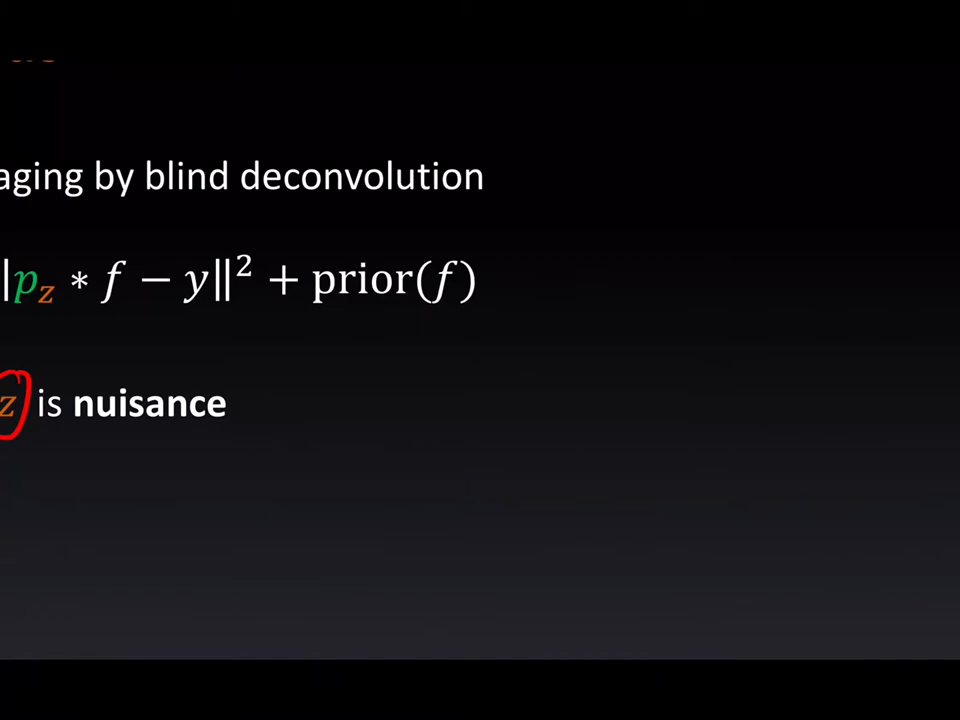 aging by blind deconvolution
‖p_z ∗ f − y‖² + prior(f)
z is nuisance